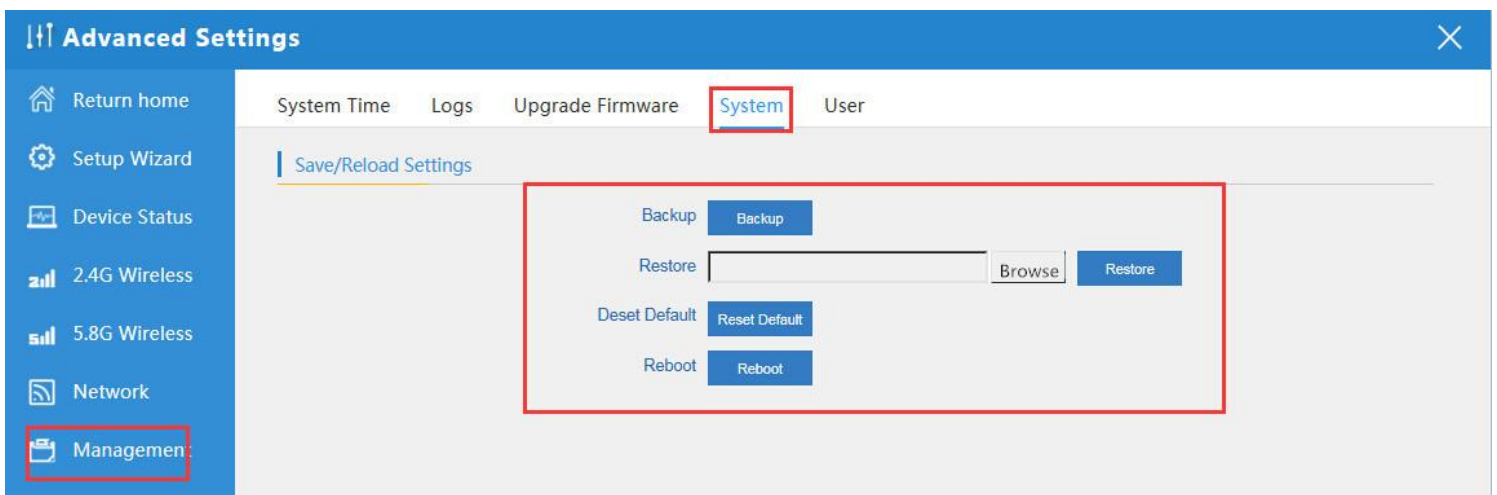 Advanced Settings
Return home
System Time Logs Upgrade Firmware System User
Setup Wizard
Save/Reload Settings
Device Status
Backup Backup
2.4G Wireless
Restore Browse Restore
5.8G Wireless
Deset Default Reset Default
Reboot Reboot
Network
Management